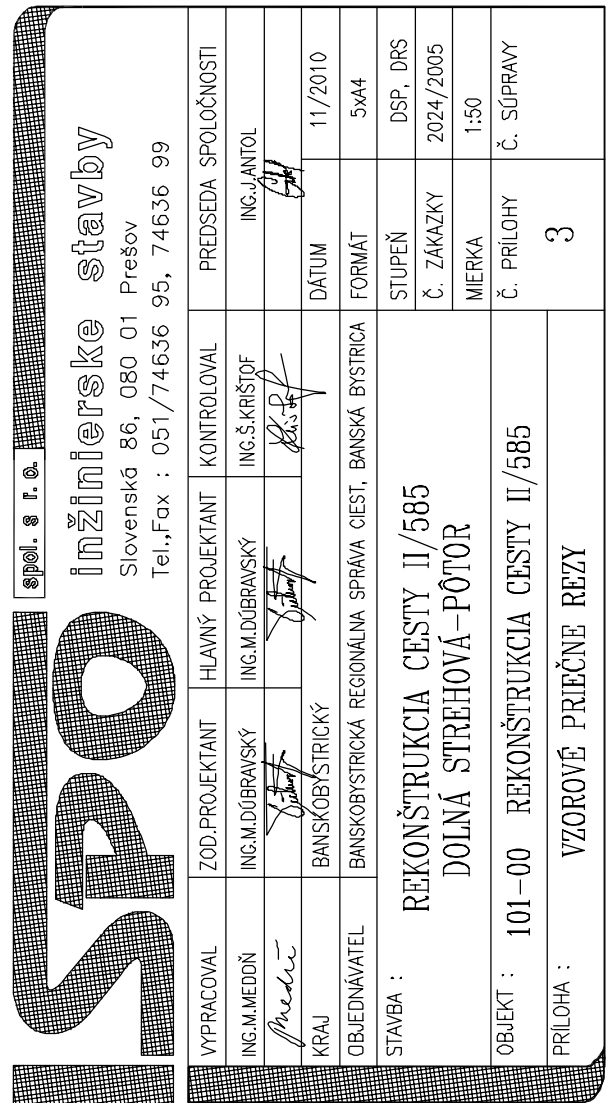 ISPO spol. s r.o.
inžinierske stavby
Slovenská 86, 080 01 Prešov
Tel.,Fax : 051/74636 95, 74636 99
VYPRACOVAL ZOD.PROJEKTANT HLAVNÝ PROJEKTANT KONTROLOVAL PREDSEDA SPOLOČNOSTI
ING.M.MEDDŇ ING.M.DÚBRAVSKÝ ING.M.DÚBRAVSKÝ ING.Š.KRIŠTOF ING.J.ANTOL
KRAJ BANSKOBYSTRICKÝ DÁTUM 11/2010
OBJEDNÁVATEL BANSKOBYSTRICKÁ REGIONÁLNA SPRÁVA CIEST, BANSKÁ BYSTRICA FORMÁT 5xA4
STAVBA : REKONŠTRUKCIA CESTY II/585
DOLNÁ STREHOVÁ-PÔTOR
STUPEŇ DSP, DRS
Č. ZÁKAZKY 2024/2005
MIERKA 1:50
OBJEKT : 101-00 REKONŠTRUKCIA CESTY II/585
Č. PRÍLOHY Č. SÚPRAVY
PRÍLOHA : VZOROVÉ PRIEČNE REZY
3